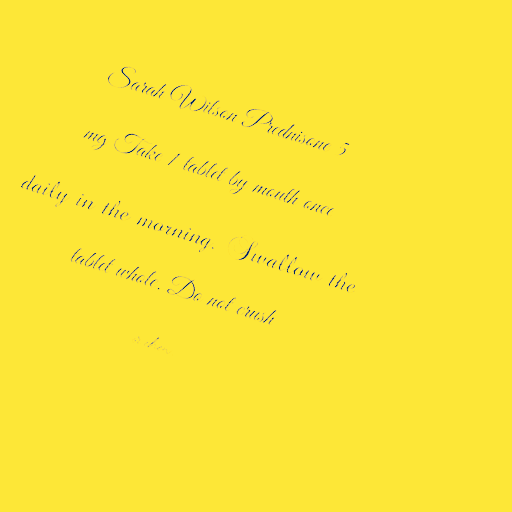 Sarah Wilson Prednisone 5
mg Take 1 tablet by mouth once
daily in the morning. Swallow the
tablet whole. Do not crush